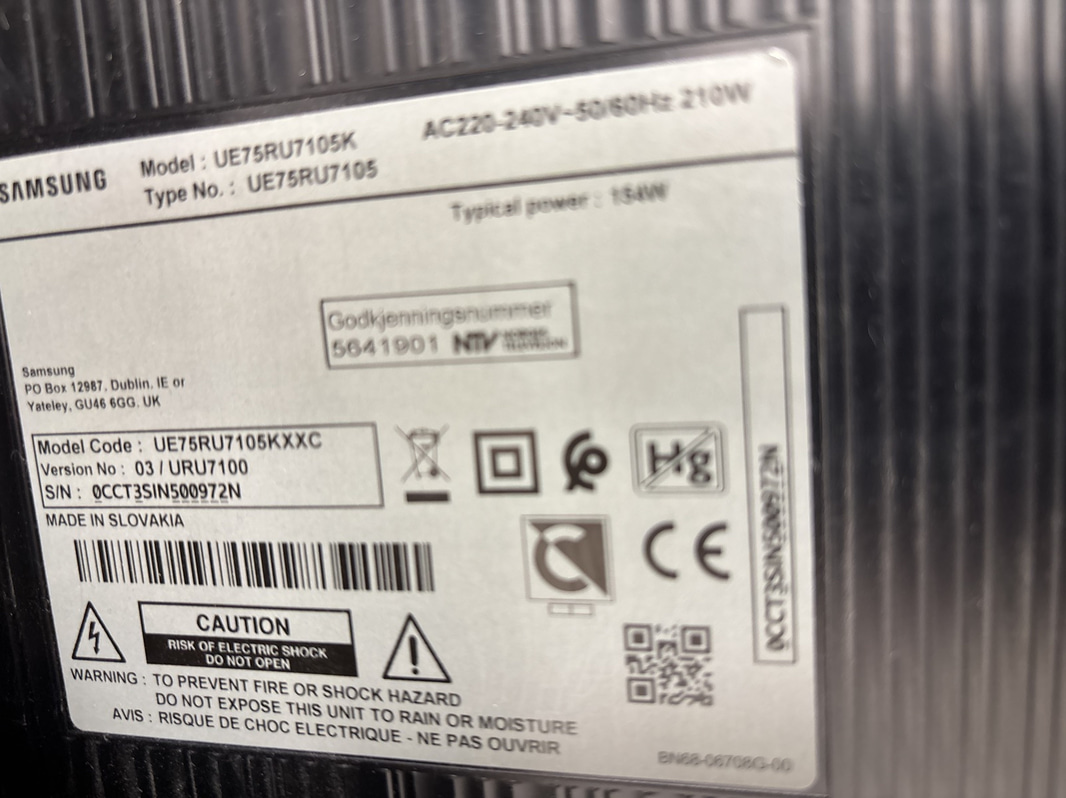 SAMSUNG
Model : UE75RU7105K
Type No. : UE75RU7105
AC220-240V~50/60Hz 210W
Typical power : 154W
Godkjenningsnummer
5641901 NTV
Samsung
PO Box 12987, Dublin, IE or
Yateley, GU46 6GG. UK
Model Code : UE75RU7105KXXC
Version No : 03 / URU7100
S/N : 0CCT3SIN500972N
MADE IN SLOVAKIA
Hg
CE
0CCT3SIN500972N
CAUTION
RISK OF ELECTRIC SHOCK
DO NOT OPEN
WARNING : TO PREVENT FIRE OR SHOCK HAZARD
DO NOT EXPOSE THIS UNIT TO RAIN OR MOISTURE
AVIS : RISQUE DE CHOC ELECTRIQUE - NE PAS OUVRIR
BN68-06708G-00